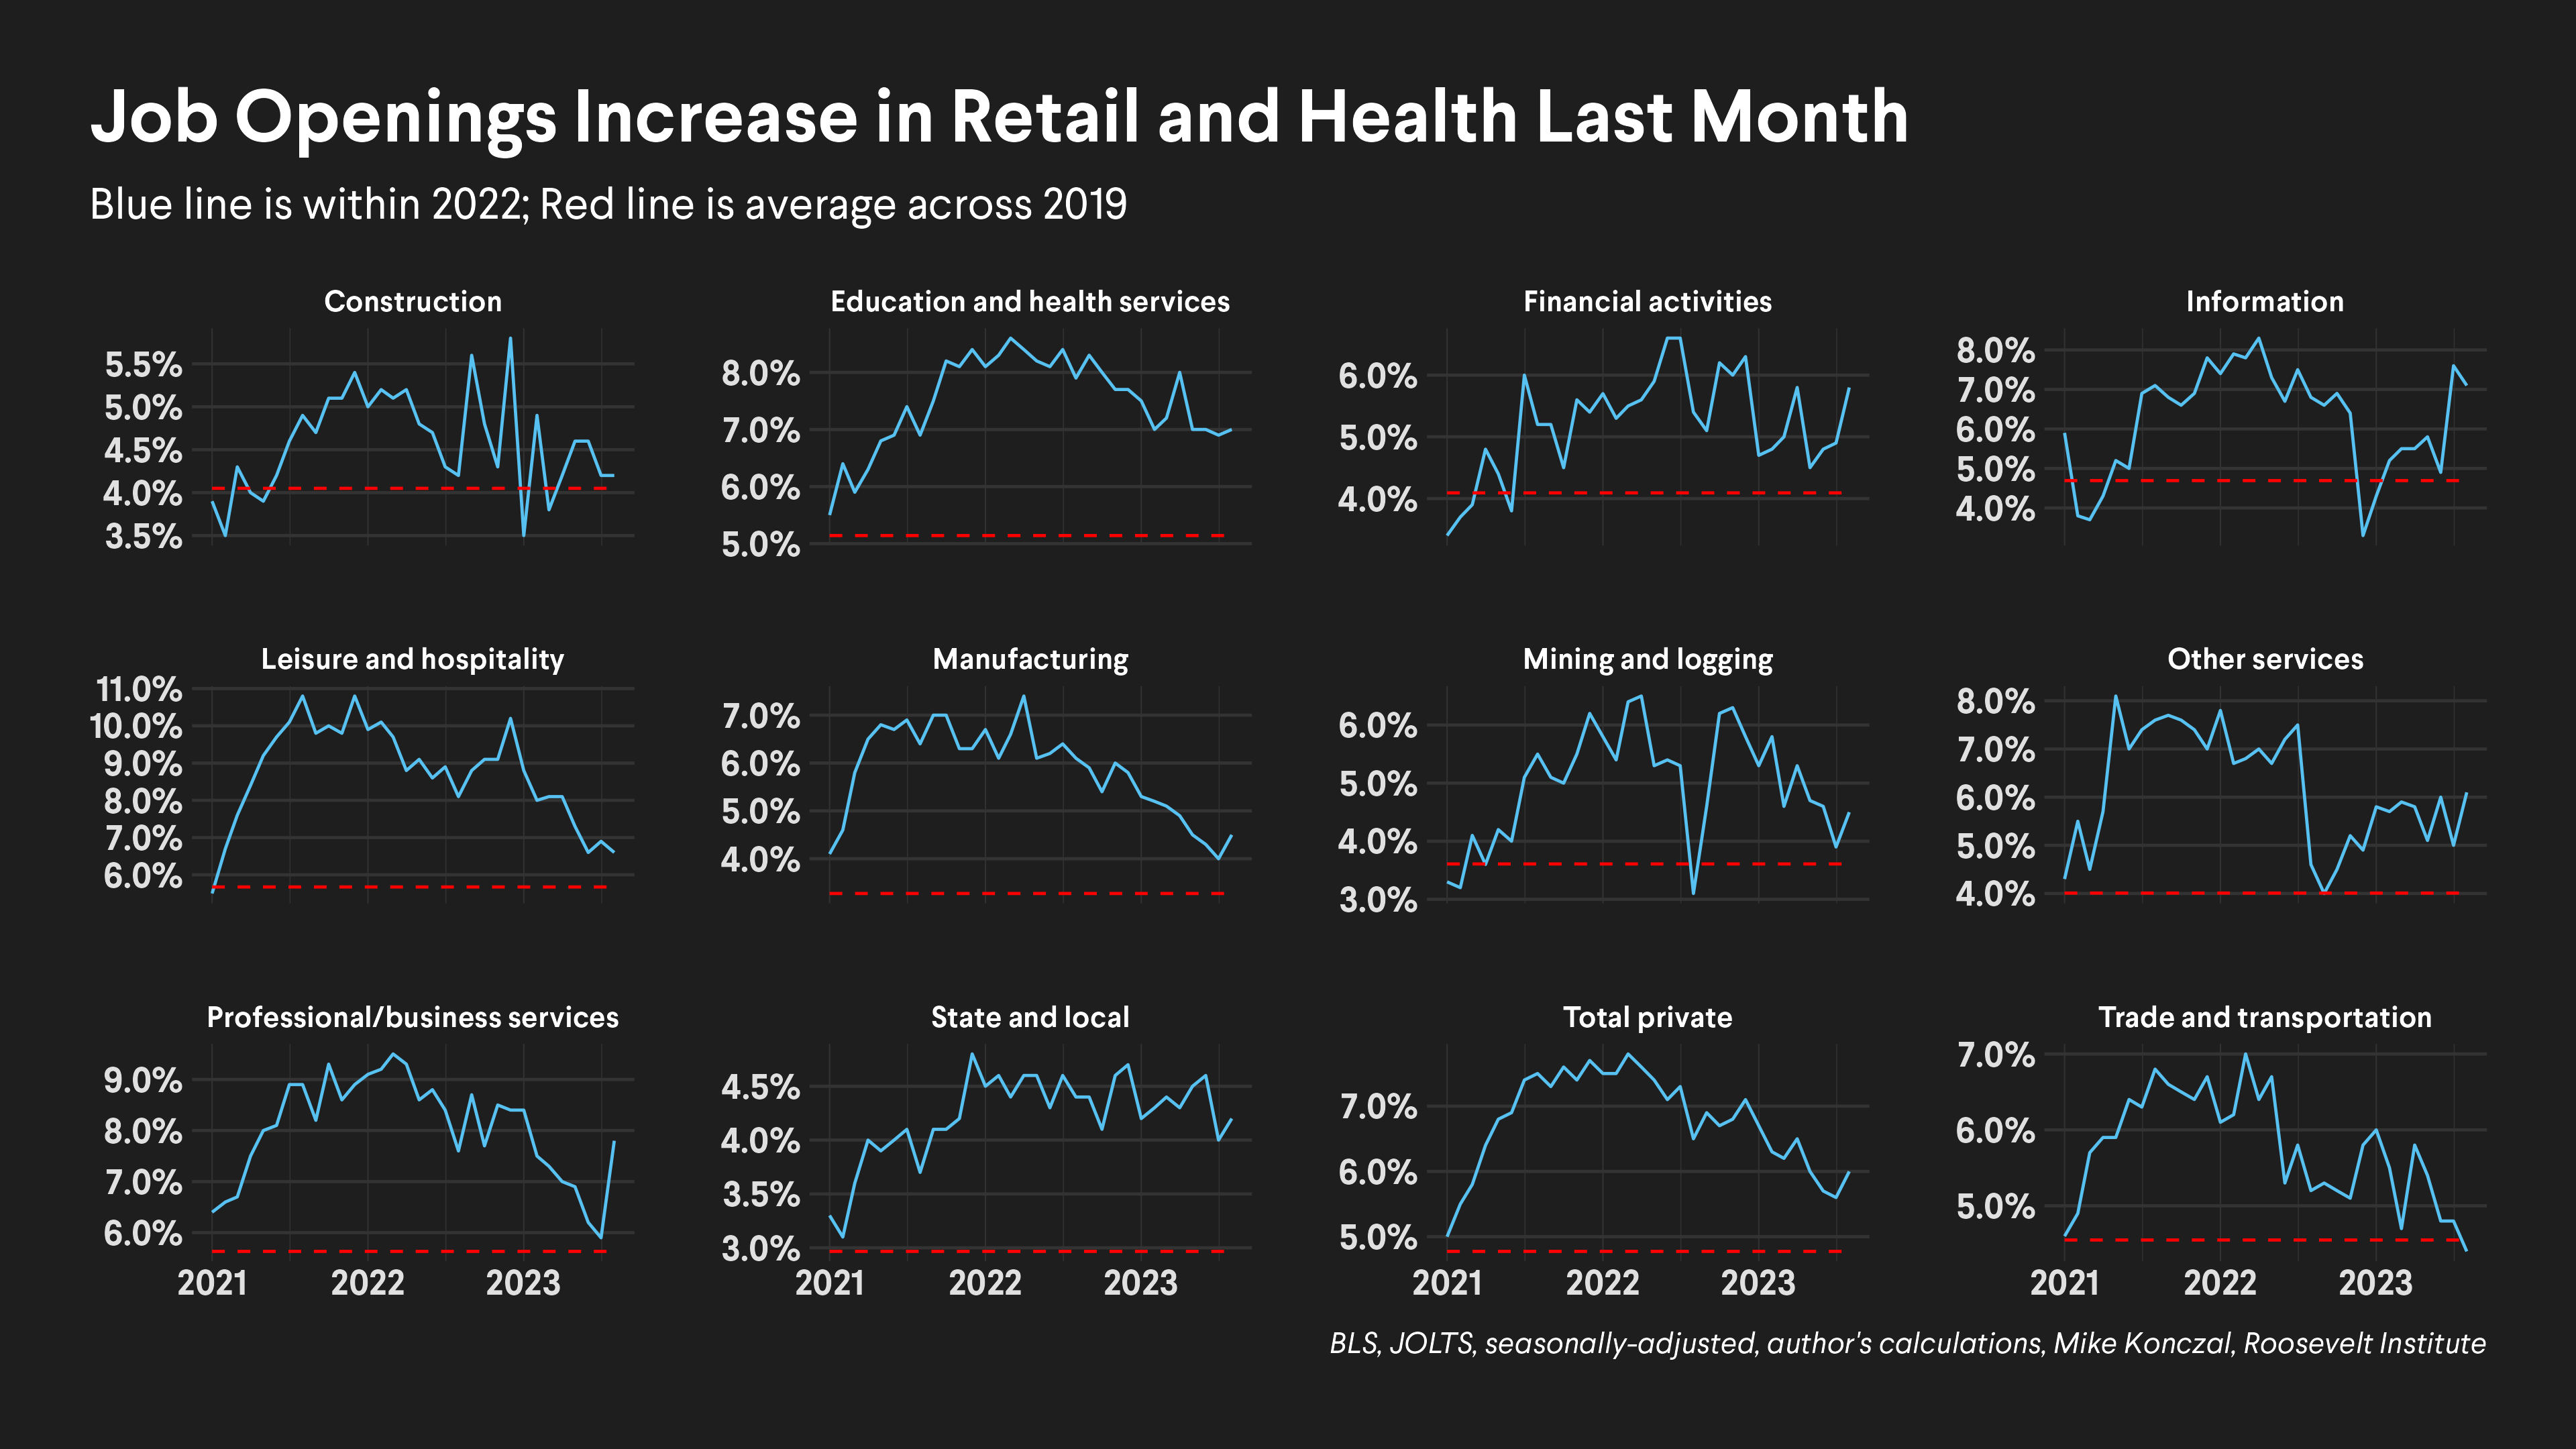 Job Openings Increase in Retail and Health Last Month
Blue line is within 2022; Red line is average across 2019
Construction
5.5%
5.0%
4.5%
4.0%
3.5%
Education and health services
8.0%
7.0%
6.0%
5.0%
Financial activities
6.0%
5.0%
4.0%
Information
8.0%
7.0%
6.0%
5.0%
4.0%
Leisure and hospitality
11.0%
10.0%
9.0%
8.0%
7.0%
6.0%
Manufacturing
7.0%
6.0%
5.0%
4.0%
Mining and logging
6.0%
5.0%
4.0%
3.0%
Other services
8.0%
7.0%
6.0%
5.0%
4.0%
Professional/business services
9.0%
8.0%
7.0%
6.0%
2021 2022 2023
State and local
4.5%
4.0%
3.5%
3.0%
2021 2022 2023
Total private
7.0%
6.0%
5.0%
2021 2022 2023
Trade and transportation
7.0%
6.0%
5.0%
2021 2022 2023
BLS, JOLTS, seasonally-adjusted, author's calculations, Mike Konczal, Roosevelt Institute